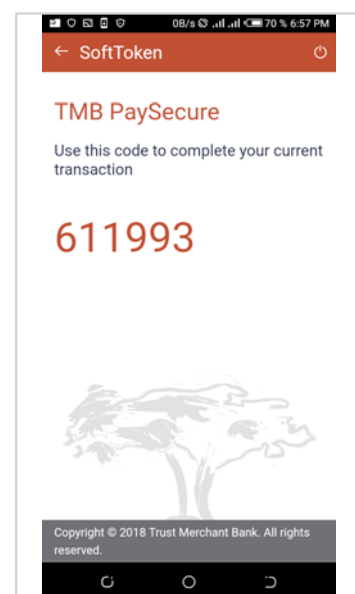 0B/s 70 % 6:57 PM
← SoftToken
TMB PaySecure
Use this code to complete your current
transaction
611993
Copyright © 2018 Trust Merchant Bank. All rights
reserved.